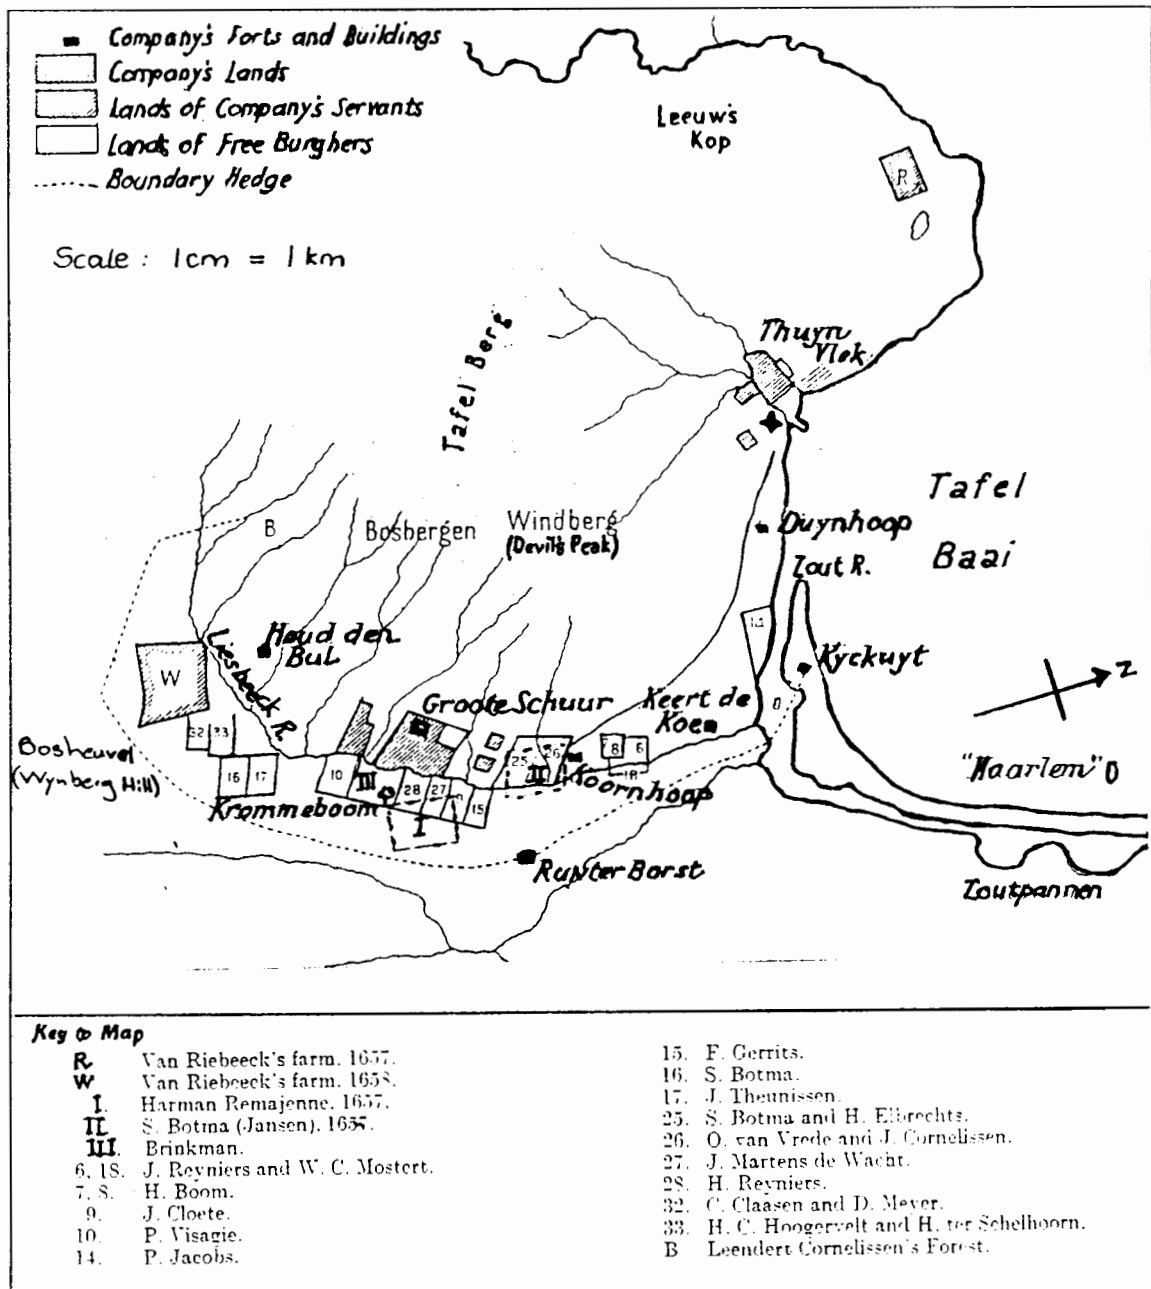 Company's Forts and Buildings
Company's Lands
Lands of Company's Servants
Lands of Free Burghers
Boundary Hedge
Scale : 1cm = 1 km
Leeuw's
Kop
R
Thuyn
Vlek
Tafel Berg
Tafel
Baai
B
Bosbergen
Windberg
(Devil's Peak)
Duynhoop
Zout R.
14
Houd den
Bul
Liesbeeck R.
W
Kyckuyt
Groote Schuur
Keert de
Koe
Z
32 33
Bosheuvel
(Wynberg Hill)
16 17
10
III
28 27
15
I
25 26
II
8 6
18
Koornhoop
Krommeboom
"Haarlem"
Ruyter Borst
Zoutpannen
Key to Map
R Van Riebeeck's farm. 1657.
W Van Riebeeck's farm. 1658.
I. Harman Remajenne. 1657.
II S. Botma (Jansen). 1657.
III. Brinkman.
6, 18. J. Reyniers and W. C. Mostert.
7, 8. H. Boom.
9. J. Cloete.
10. P. Visagie.
14. P. Jacobs.
15. F. Gerrits.
16. S. Botma.
17. J. Theunissen.
25. S. Botma and H. Elbrechts.
26. O. van Vrede and J. Cornelissen.
27. J. Martens de Wacht.
28. H. Reyniers.
32. C. Claasen and D. Meyer.
33. H. C. Hoogervelt and H. ter Schelhoorn.
B Leendert Cornelissen's Forest.